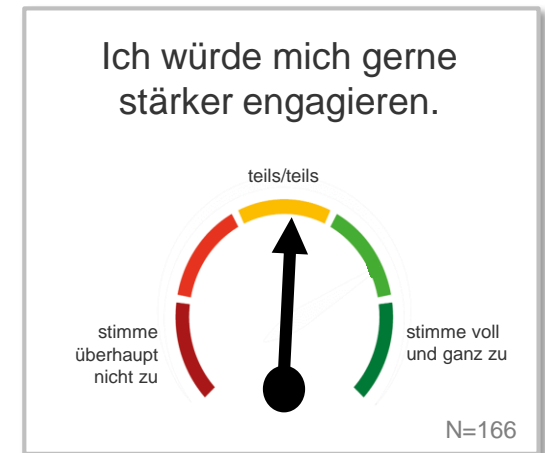 Ich würde mich gerne
stärker engagieren.
teils/teils
stimme
überhaupt
nicht zu
stimme voll
und ganz zu
N=166